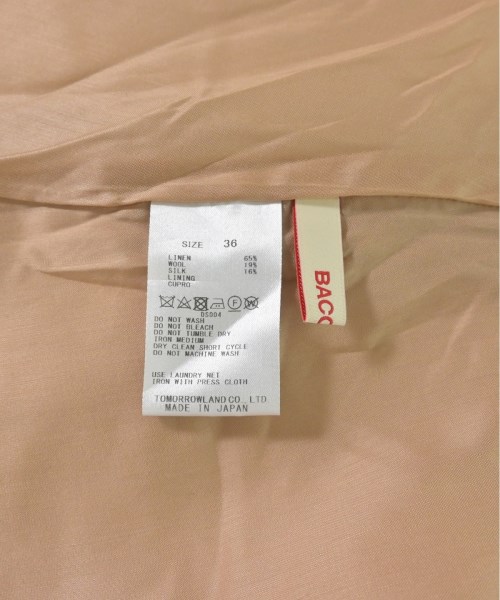 SIZE 36
LINEN 65%
WOOL 19%
SILK 16%
LINING
CUPRO
DSD04
DO NOT WASH
DO NOT BLEACH
DO NOT TUMBLE DRY
IRON MEDIUM
DRY CLEAN SHORT CYCLE
DO NOT MACHINE WASH
USE LAUNDRY NET
IRON WITH PRESS CLOTH
TOMORROWLAND CO., LTD.
MADE IN JAPAN
BACC